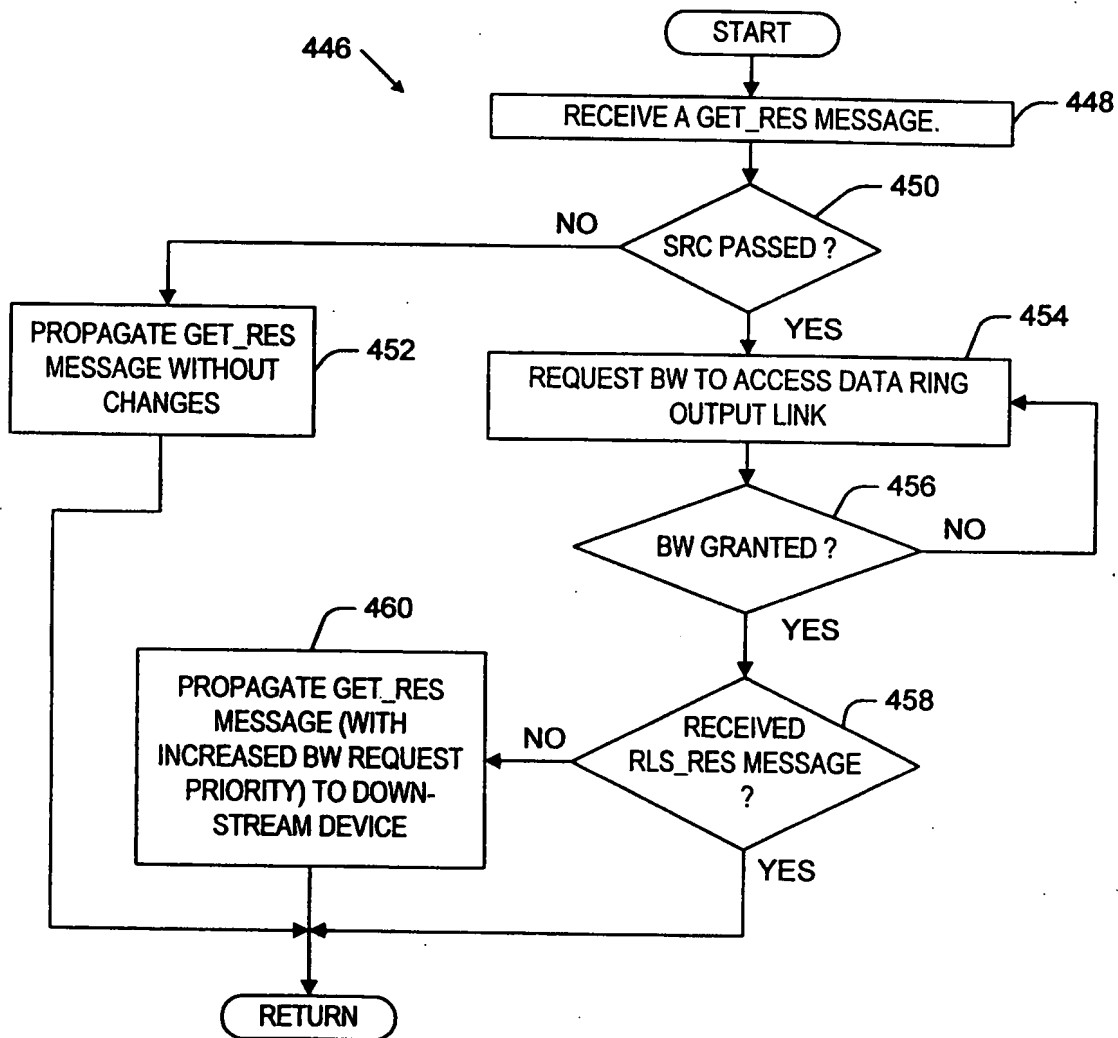 START
446
RECEIVE A GET_RES MESSAGE.
448
450
NO
SRC PASSED ?
YES
454
PROPAGATE GET_RES
MESSAGE WITHOUT
CHANGES
452
REQUEST BW TO ACCESS DATA RING
OUTPUT LINK
456
BW GRANTED ?
NO
YES
460
PROPAGATE GET_RES
MESSAGE (WITH
INCREASED BW REQUEST
PRIORITY) TO DOWN-
STREAM DEVICE
NO
458
RECEIVED
RLS_RES MESSAGE
?
YES
RETURN